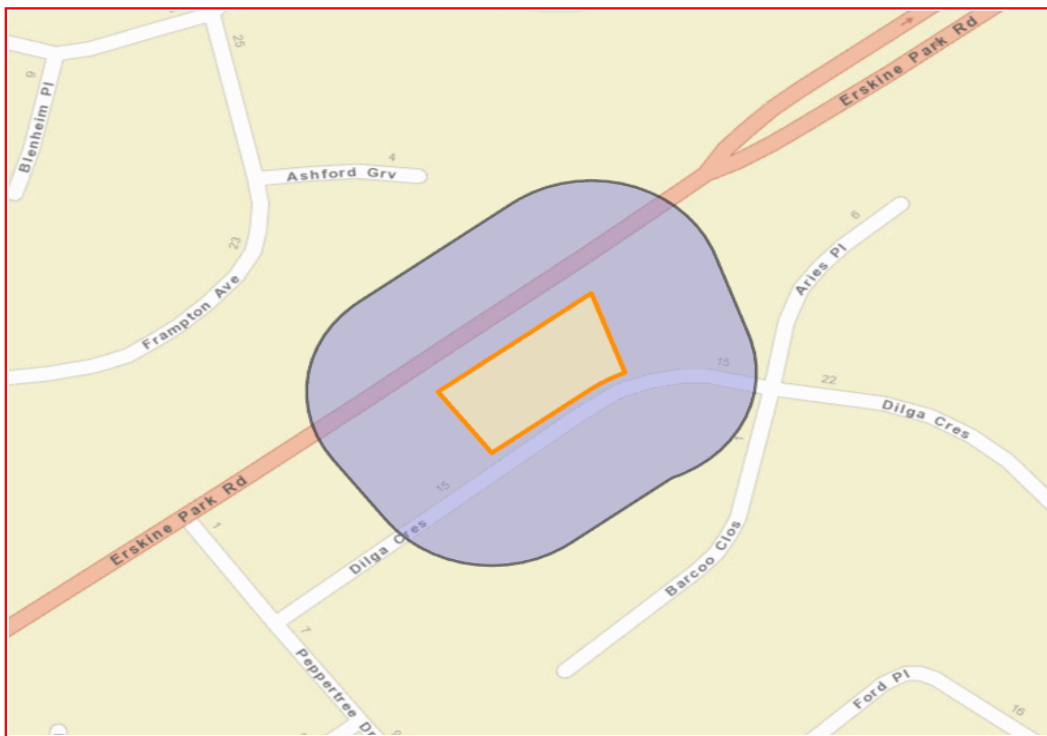 25
Erskine Park Rd
9
Blenheim Pl
4
Ashford Grv
6
23
Aries Pl
Frampton Ave
15
22
Dilga Cres
1
15
Erskine Park Rd
1
Dilga Cres
Barcoo Clos
7
Peppertree Dr
Ford Pl
16